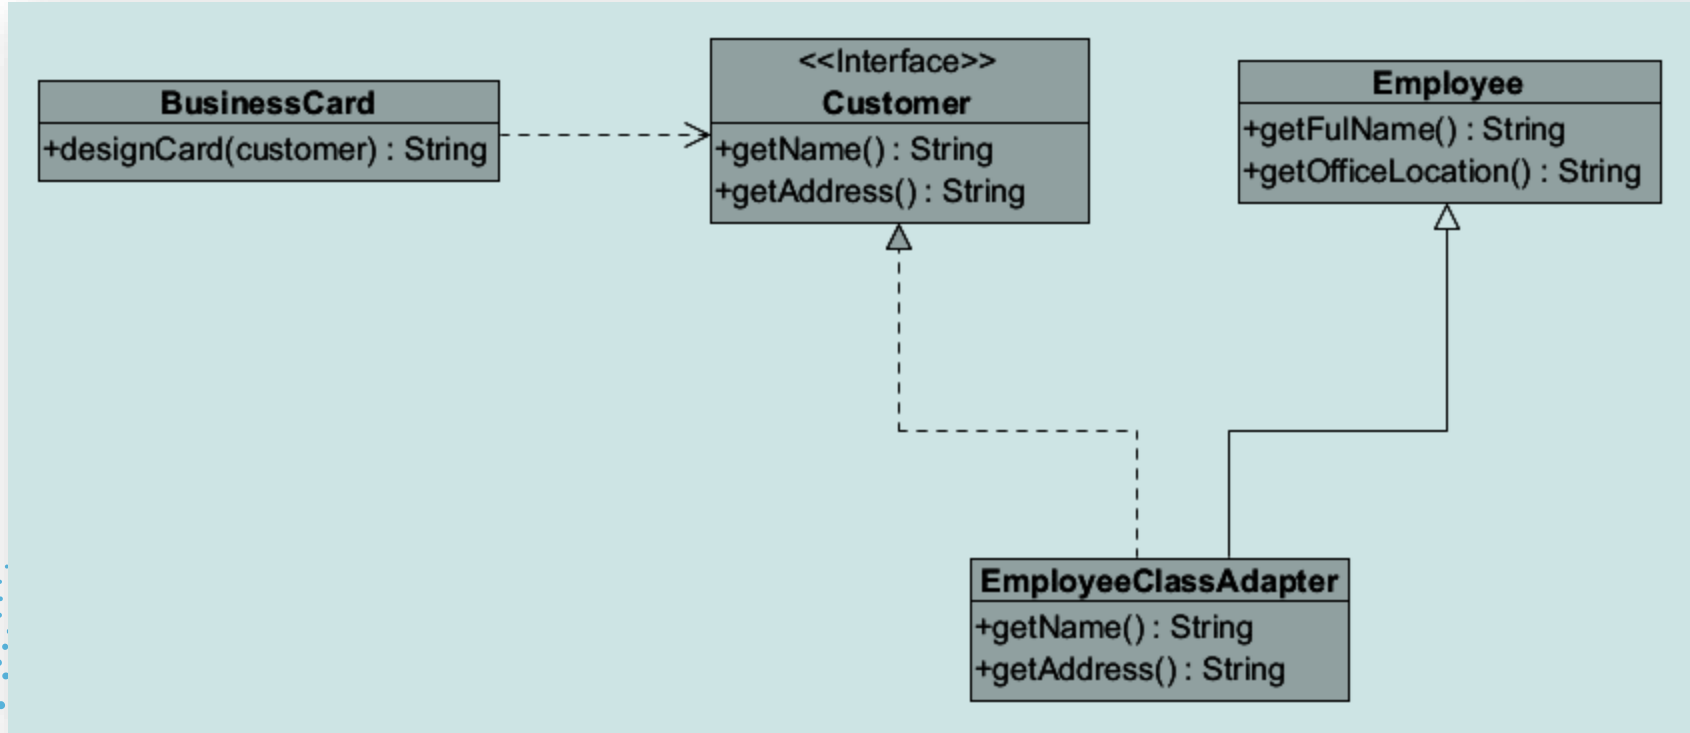 BusinessCard
+designCard(customer) : String
<<Interface>>
Customer
+getName() : String
+getAddress() : String
Employee
+getFulName() : String
+getOfficeLocation() : String
EmployeeClassAdapter
+getName() : String
+getAddress() : String